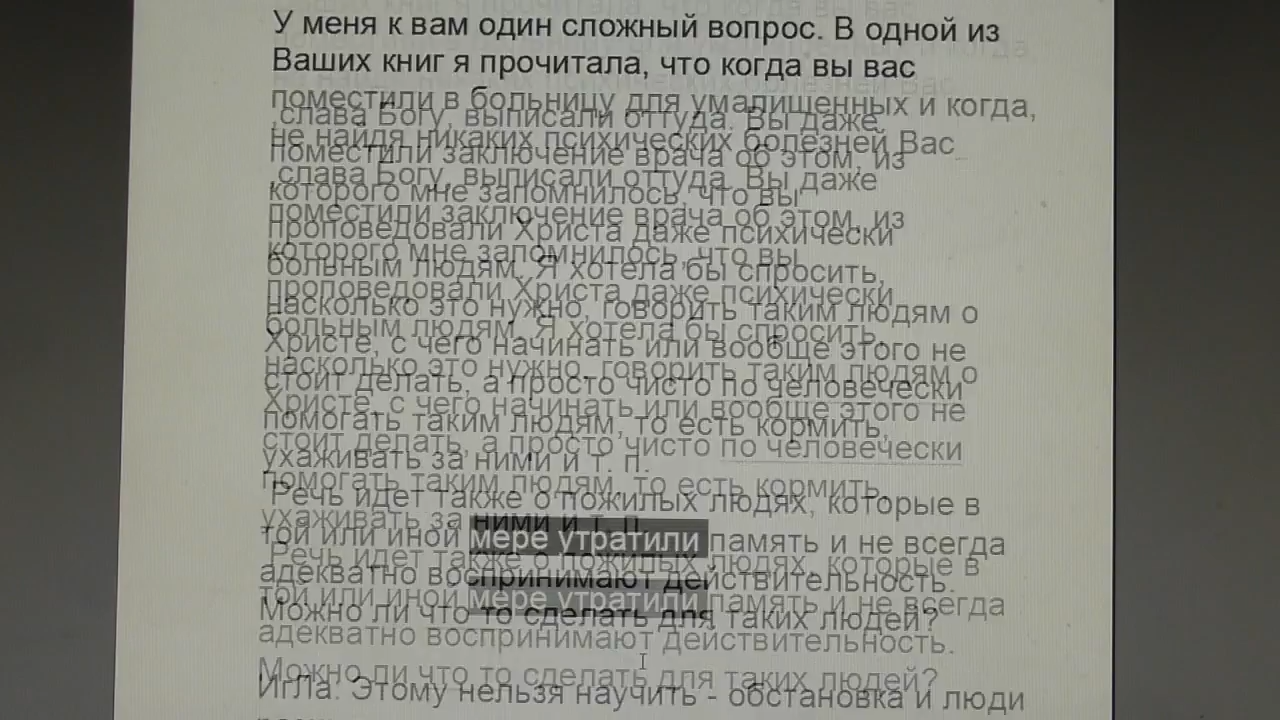 У меня к вам один сложный вопрос. В одной из
Ваших книг я прочитала, что когда вы вас
поместили в больницу для умалишенных и когда,
не найдя никаких психических болезней Вас
,слава Богу, выписали оттуда. Вы даже
поместили заключение врача об этом, из
которого мне запомнилось, что вы
проповедовали Христа даже психически
больным людям. Я хотела бы спросить,
насколько это нужно, говорить таким людям о
Христе, с чего начинать или вообще этого не
стоит делать, а просто чисто по человечески
помогать таким людям, то есть кормить,
ухаживать за ними и т. п.
Речь идет также о пожилых людях, которые в
той или иной мере утратили память и не всегда
адекватно воспринимают действительность.
Можно ли что то сделать для таких людей?
ИгЛа: Этому нельзя научить - обстановка и люди